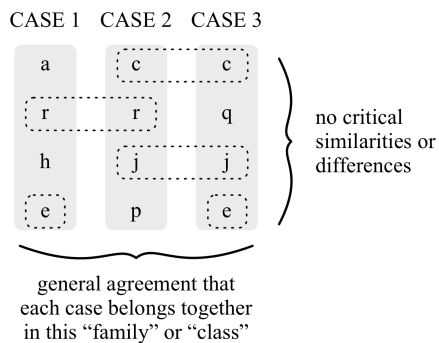 CASE 1 CASE 2 CASE 3
a c c
r r q
h j j
e p e
no critical
similarities or
differences
general agreement that
each case belongs together
in this “family” or “class”